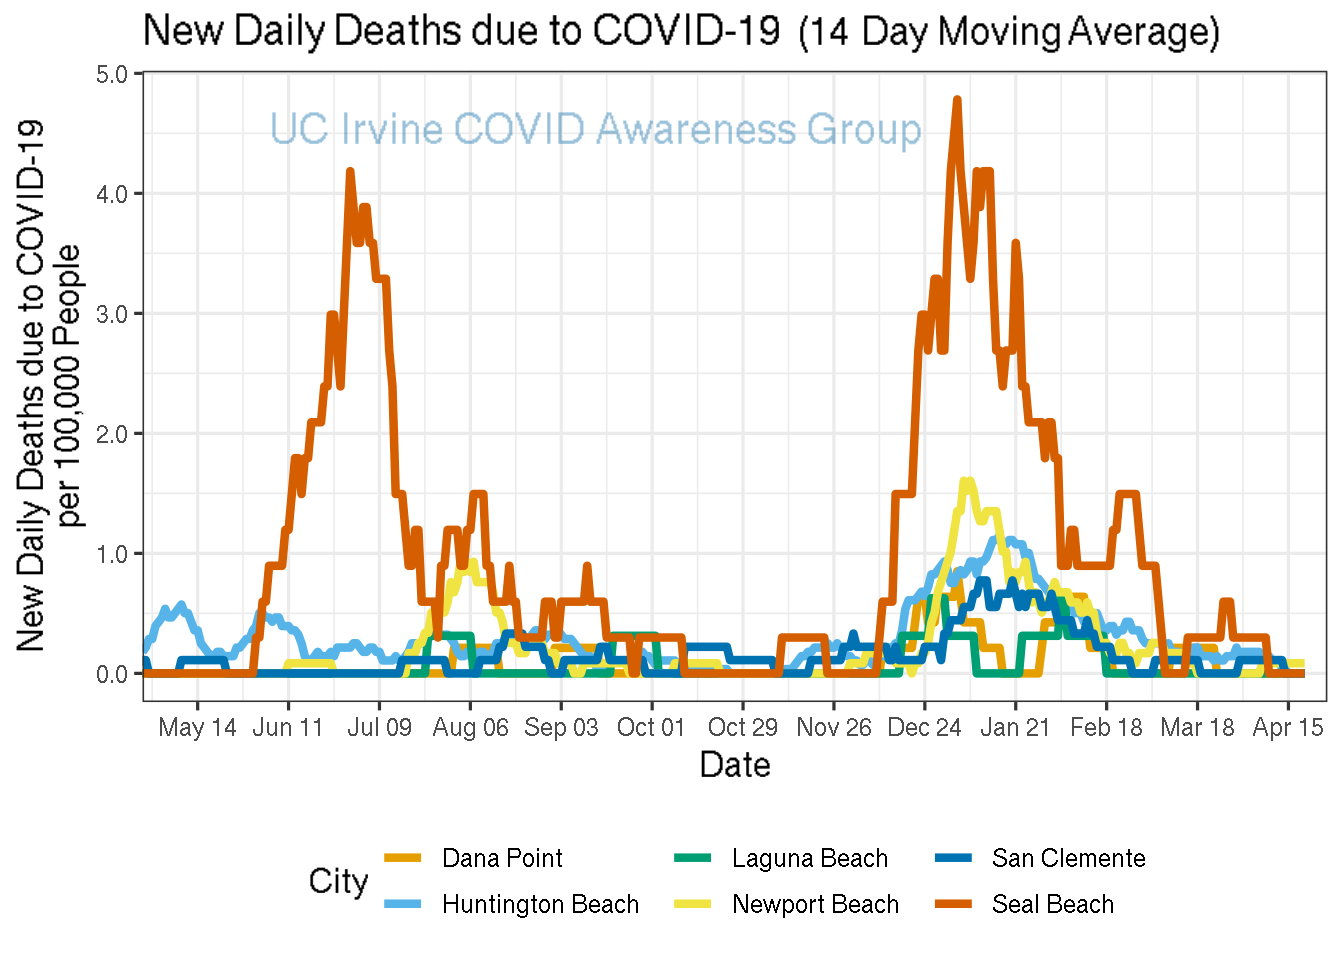 New Daily Deaths due to COVID-19 (14 Day Moving Average)
UC Irvine COVID Awareness Group
New Daily Deaths due to COVID-19
per 100,000 People
5.0
4.0
3.0
2.0
1.0
0.0
May 14 Jun 11 Jul 09 Aug 06 Sep 03 Oct 01 Oct 29 Nov 26 Dec 24 Jan 21 Feb 18 Mar 18 Apr 15
Date
City
Dana Point Laguna Beach San Clemente
Huntington Beach Newport Beach Seal Beach